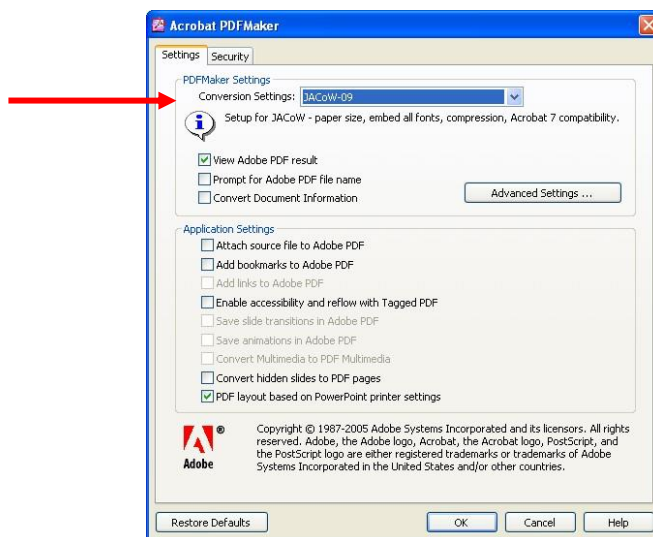 Acrobat PDFMaker
Settings Security
PDFMaker Settings
Conversion Settings: JACoW-09
Setup for JACoW - paper size, embed all fonts, compression, Acrobat 7 compatibility.
View Adobe PDF result
Prompt for Adobe PDF file name
Convert Document Information
Advanced Settings ...
Application Settings
Attach source file to Adobe PDF
Add bookmarks to Adobe PDF
Add links to Adobe PDF
Enable accessibility and reflow with Tagged PDF
Save slide transitions in Adobe PDF
Save animations in Adobe PDF
Convert Multimedia to PDF Multimedia
Convert hidden slides to PDF pages
PDF layout based on PowerPoint printer settings
Adobe ®
Copyright © 1987-2005 Adobe Systems Incorporated and its licensors. All rights
reserved. Adobe, the Adobe logo, Acrobat, the Acrobat logo, PostScript, and
the PostScript logo are either registered trademarks or trademarks of Adobe
Systems Incorporated in the United States and/or other countries.
Restore Defaults OK Cancel Help